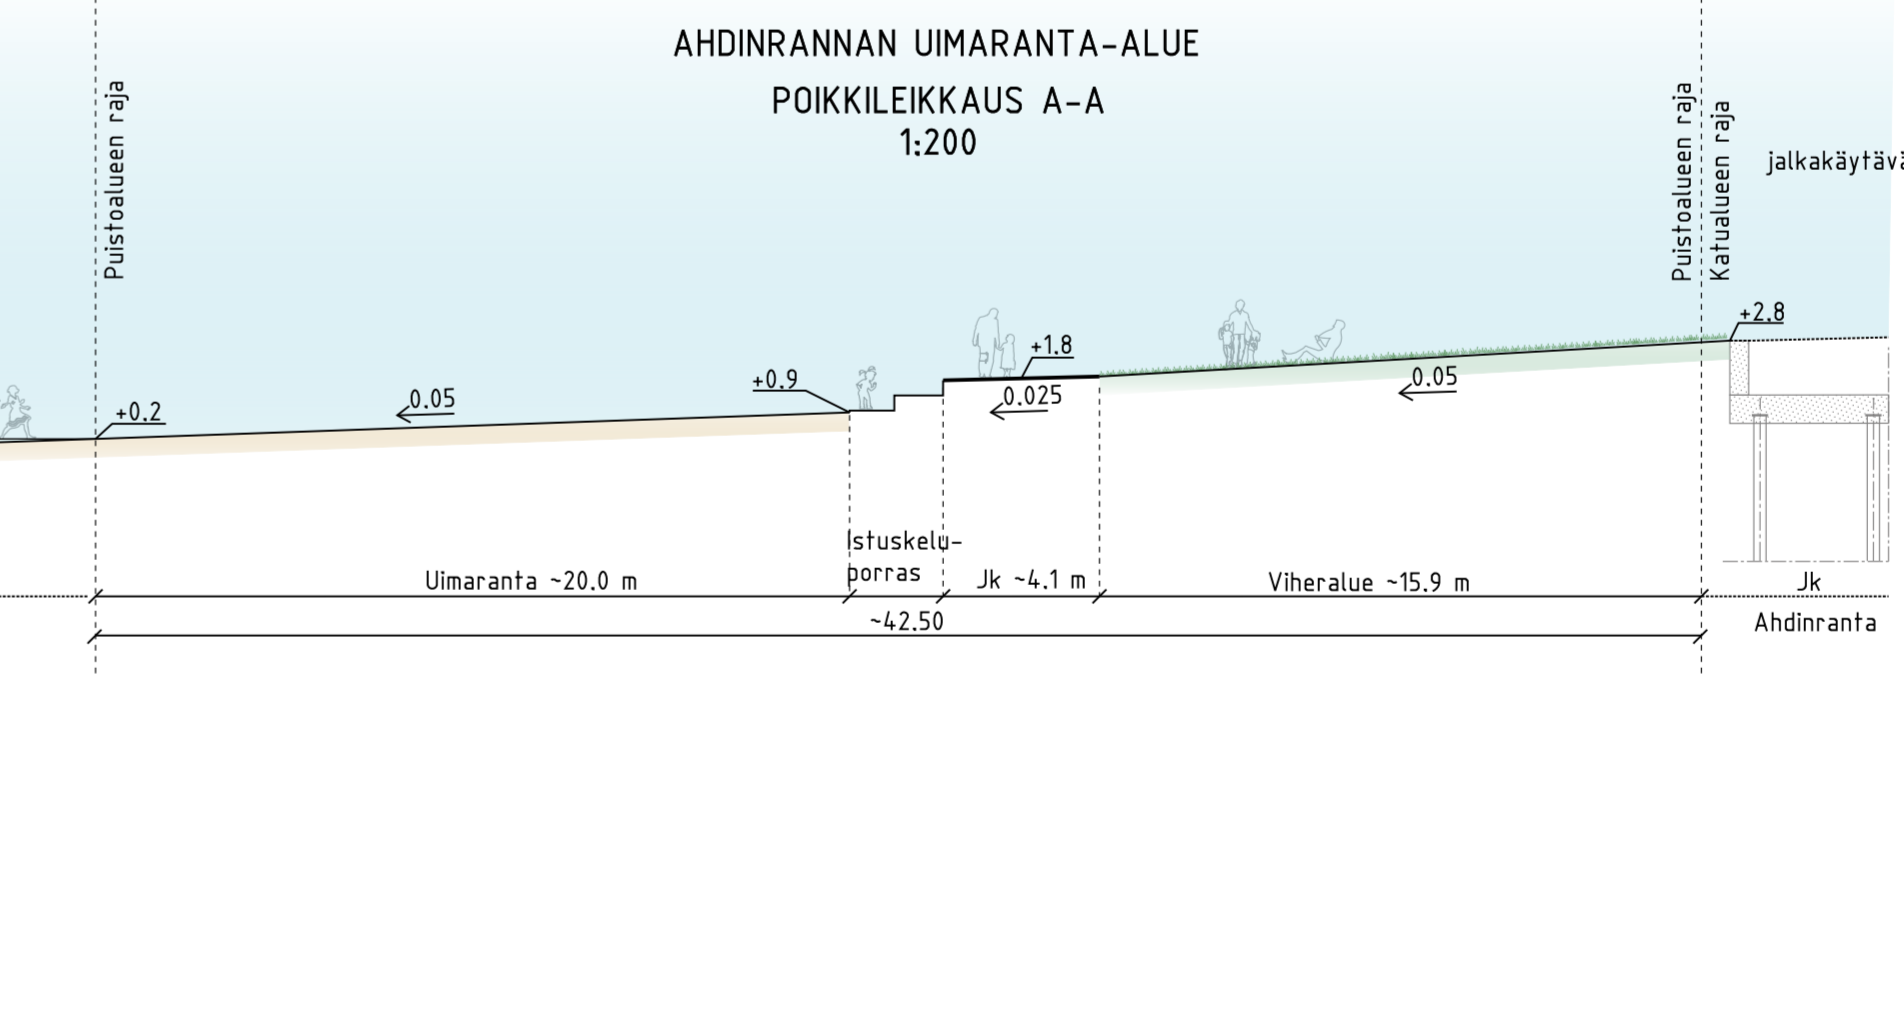 AHDINRANNAN UIMARANTA-ALUE
POIKKILEIKKAUS A-A
1:200
Puistoalueen raja
Puistoalueen raja
Katualueen raja
jalkakäytävä
+2.8
+1.8
+0.9
+0.2
0.05
0.025
0.05
Istuskelu-
porras
Uimaranta ~20.0 m
Jk ~4.1 m
Viheralue ~15.9 m
Jk
~42.50
Ahdinranta